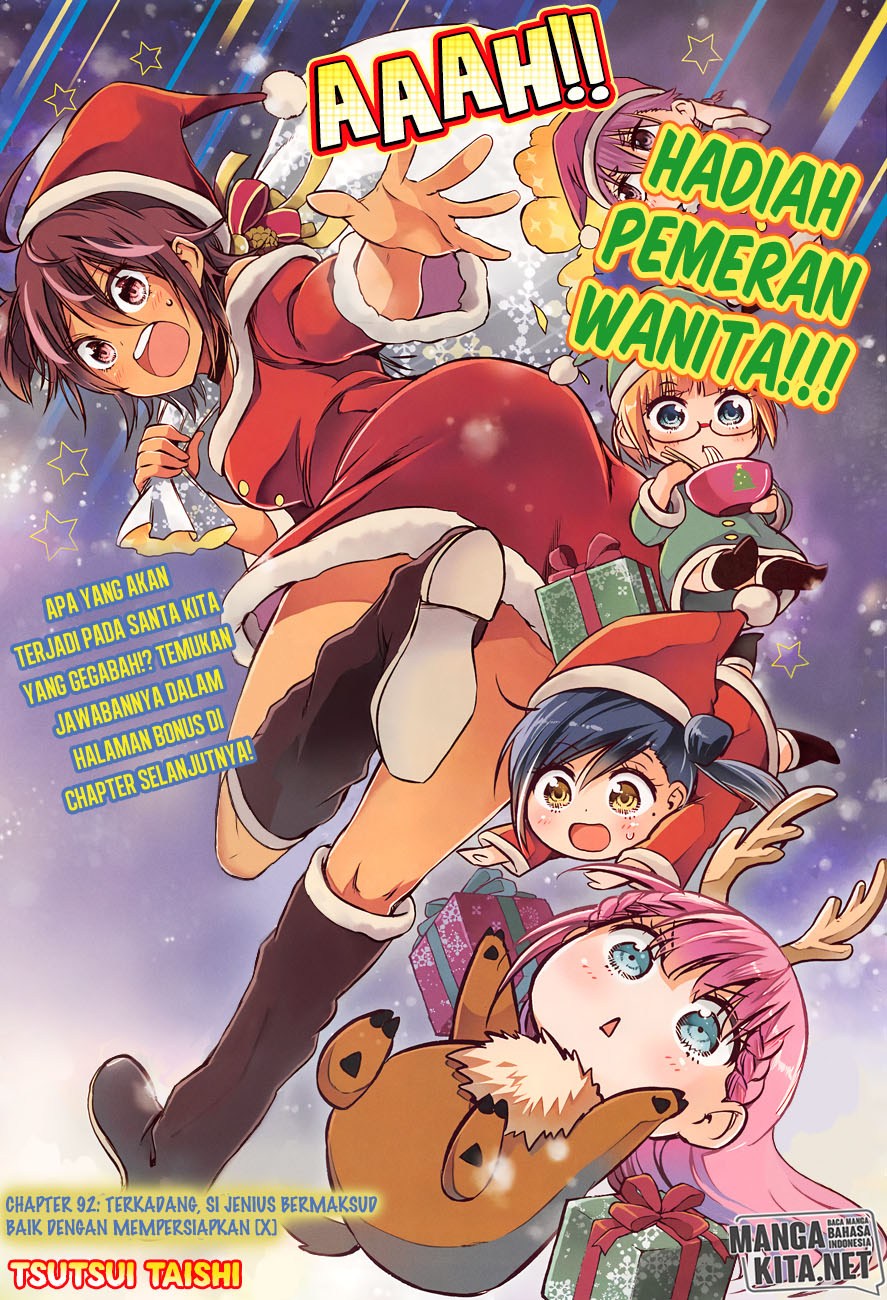 AAAH!!
HADIAH
PEMERAN
WANITA!!!
APA YANG AKAN
TERJADI PADA SANTA KITA
YANG GEGABAH!? TEMUKAN
JAWABANNYA DALAM
HALAMAN BONUS DI
CHAPTER SELANJUTNYA!
CHAPTER 92: TERKADANG, SI JENIUS BERMAKSUD
BAIK DENGAN MEMPERSIAPKAN [X]
TSUTSUI TAISHI
MANGA
BACA MANGA
BAHASA
INDONESIA
KITA.NET